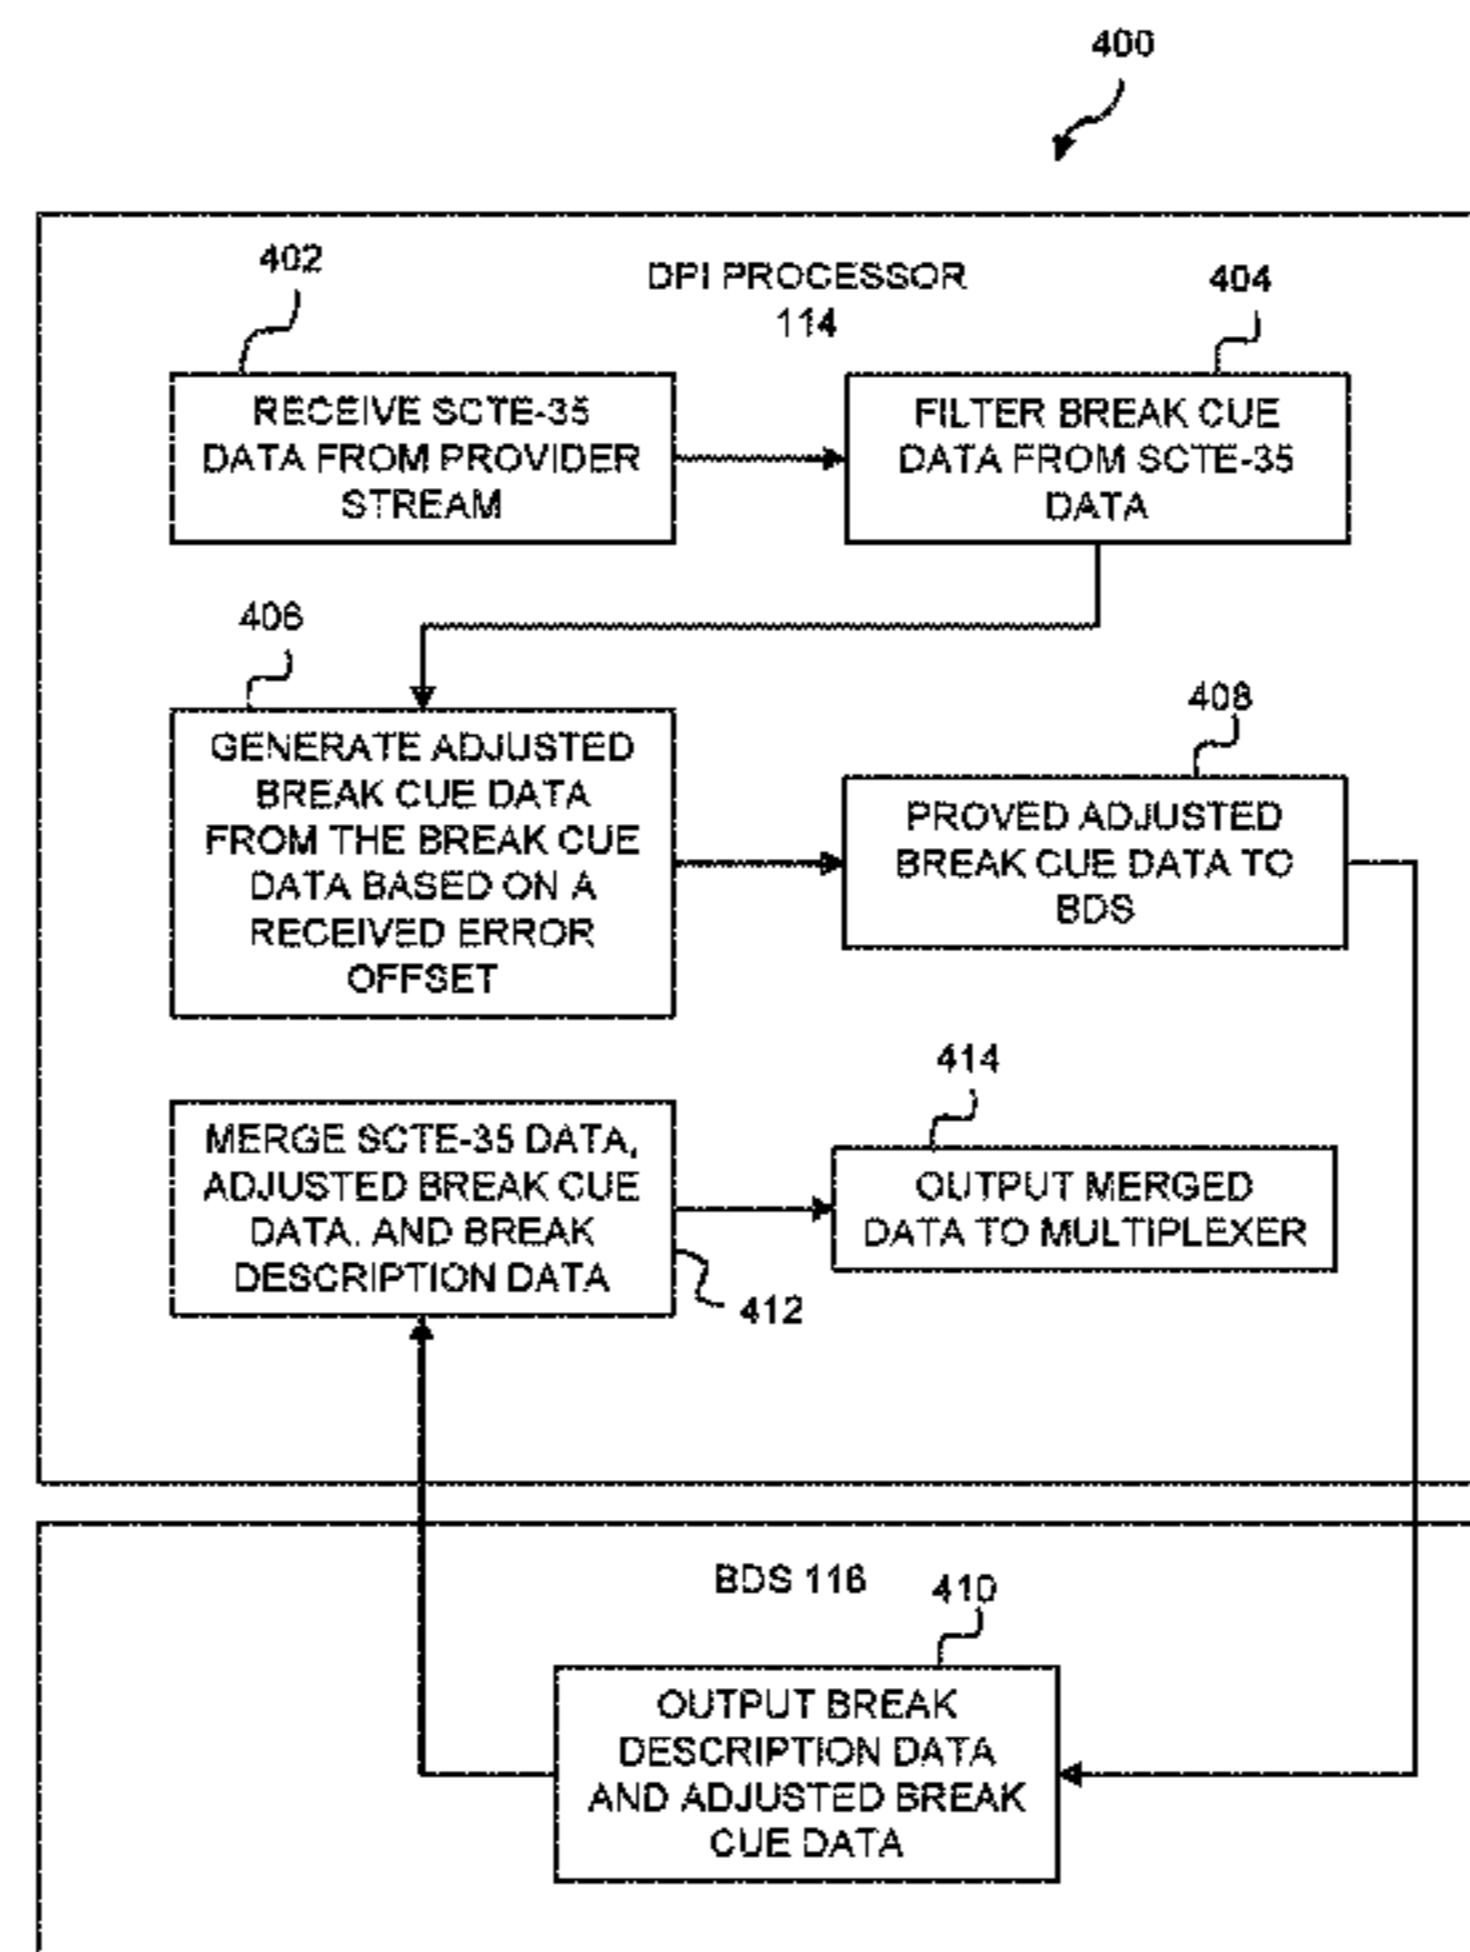 400
402
DPI PROCESSOR
114
404
RECEIVE SCTE-35
DATA FROM PROVIDER
STREAM
FILTER BREAK CUE
DATA FROM SCTE-35
DATA
406
GENERATE ADJUSTED
BREAK CUE DATA
FROM THE BREAK CUE
DATA BASED ON A
RECEIVED ERROR
OFFSET
408
PROVED ADJUSTED
BREAK CUE DATA TO
BDS
414
MERGE SCTE-35 DATA,
ADJUSTED BREAK CUE
DATA, AND BREAK
DESCRIPTION DATA
OUTPUT MERGED
DATA TO MULTIPLEXER
412
BDS 116
410
OUTPUT BREAK
DESCRIPTION DATA
AND ADJUSTED BREAK
CUE DATA